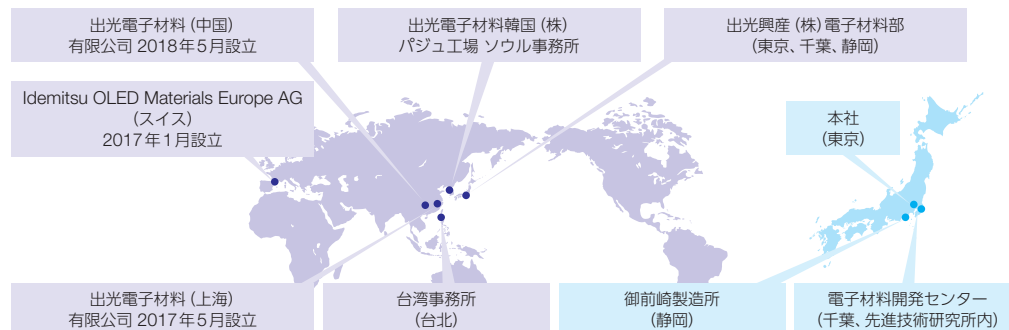 出光電子材料（中国）
有限公司 2018年5月設立
出光電子材料韓国（株）
パジュ工場 ソウル事務所
出光興産（株）電子材料部
（東京、千葉、静岡）
Idemitsu OLED Materials Europe AG
（スイス）
2017年1月設立
本社
（東京）
出光電子材料（上海）
有限公司 2017年5月設立
台湾事務所
（台北）
御前崎製造所
（静岡）
電子材料開発センター
（千葉、先進技術研究所内）